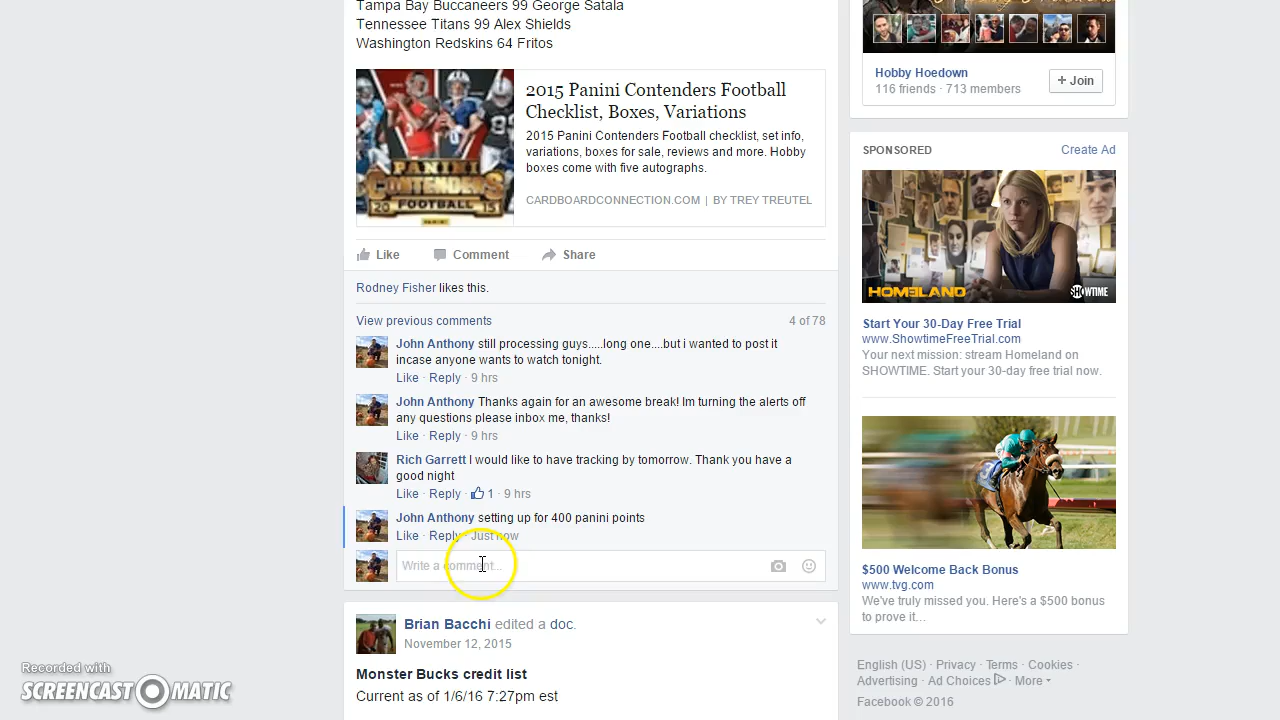 Tampa Bay Buccaneers 99 George Satala
Tennessee Titans 99 Alex Shields
Washington Redskins 64 Fritos
PANINI
CONTENDERS
20 FOOTBALL 15
2015 Panini Contenders Football
Checklist, Boxes, Variations
2015 Panini Contenders Football checklist, set info,
variations, boxes for sale, reviews and more. Hobby
boxes come with five autographs.
CARDBOARDCONNECTION.COM | BY TREY TREUTEL
Like Comment Share
Rodney Fisher likes this.
View previous comments 4 of 78
John Anthony still processing guys.....long one....but i wanted to post it
incase anyone wants to watch tonight.
Like · Reply · 9 hrs
John Anthony Thanks again for an awesome break! Im turning the alerts off
any questions please inbox me, thanks!
Like · Reply · 9 hrs
Rich Garrett I would like to have tracking by tomorrow. Thank you have a
good night
Like · Reply · 1 · 9 hrs
John Anthony setting up for 400 panini points
Like · Reply · Just now
Write a comment...
Brian Bacchi edited a doc.
November 12, 2015
Monster Bucks credit list
Current as of 1/6/16 7:27pm est
Hobby Hoedown
116 friends · 713 members
+ Join
SPONSORED Create Ad
HOMELAND
SHOWTIME
Start Your 30-Day Free Trial
www.ShowtimeFreeTrial.com
Your next mission: stream Homeland on
SHOWTIME. Start your 30-day free trial now.
$500 Welcome Back Bonus
www.tvg.com
We've truly missed you. Here's a $500 bonus
to prove it...
English (US) · Privacy · Terms · Cookies ·
Advertising · Ad Choices · More
Facebook © 2016
Recorded with
SCREENCAST O MATIC